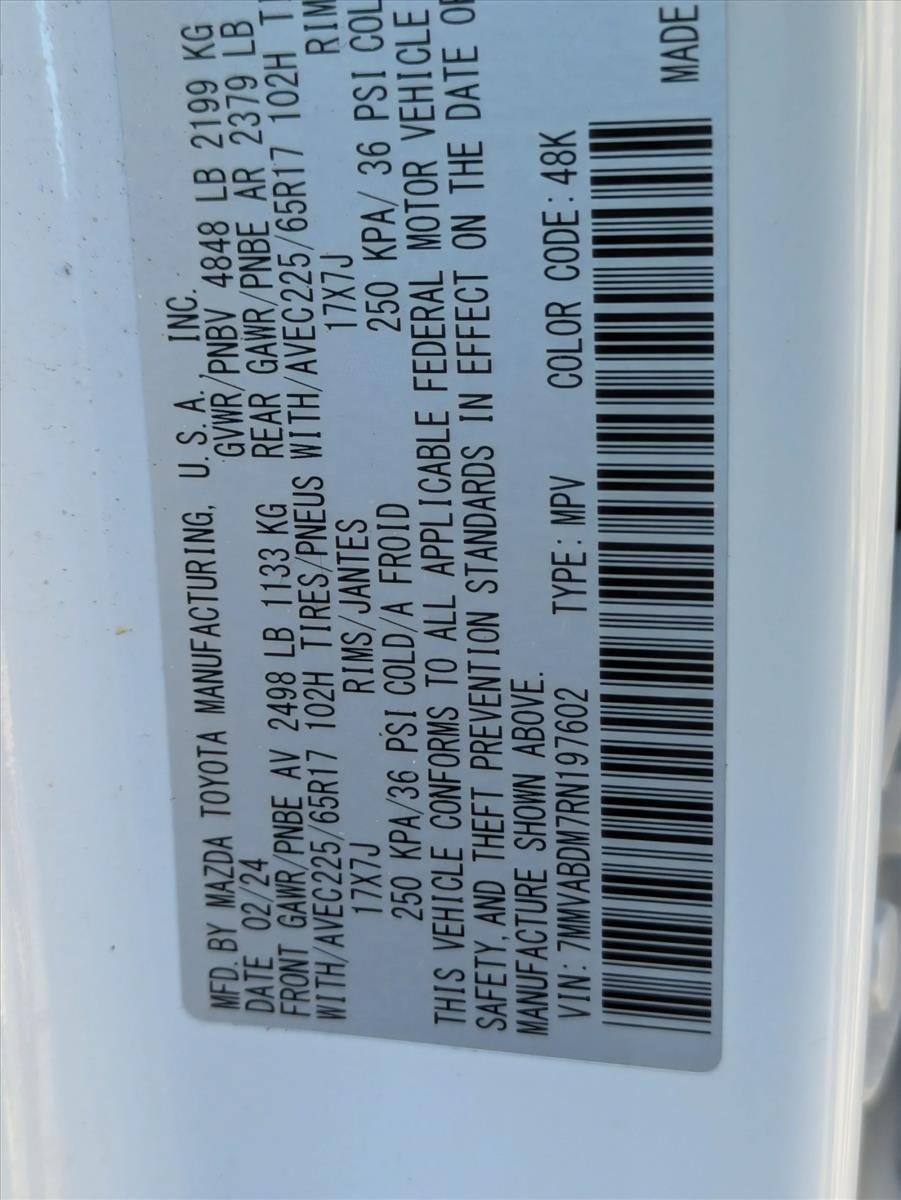 MFD. BY MAZDA TOYOTA MANUFACTURING, U. S. A., INC.
DATE 02/24 GVWR/PNBV 4848 LB 2199 KG
FRONT GAWR/PNBE AV 2498 LB 1133 KG REAR GAWR/PNBE AR 2379 LB
WITH/AVEC225/65R17 102H TIRES/PNEUS WITH/AVEC225/65R17 102H
17X7J RIMS/JANTES 17X7J
250 KPA/36 PSI COLD/A FROID 250 KPA/ 36 PSI
THIS VEHICLE CONFORMS TO ALL APPLICABLE FEDERAL MOTOR VEHICLE
SAFETY, AND THEFT PREVENTION STANDARDS IN EFFECT ON THE DATE
MANUFACTURE SHOWN ABOVE.
VIN: 7MMVABDM7RN197602 TYPE: MPV COLOR CODE: 48K
MADE